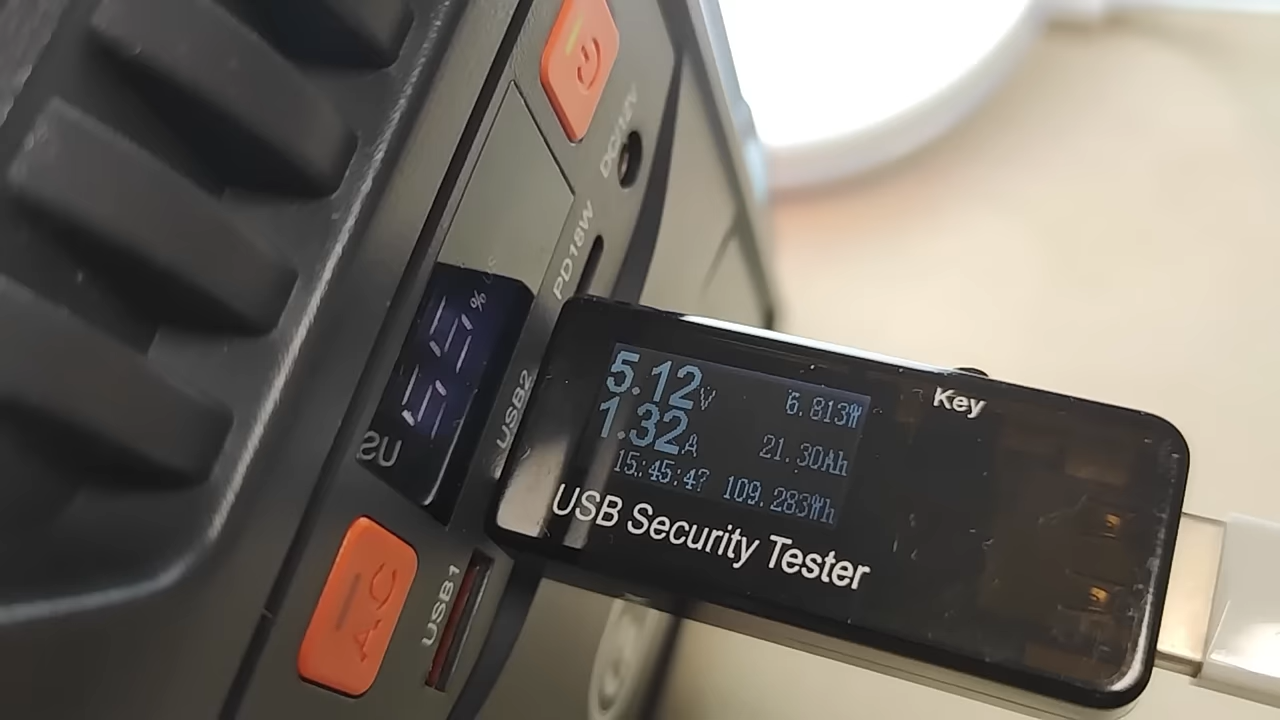 DC12V
PD18W
%
USB2
A.C
USB1
5.12V
6.813W
1.32A
21.30Ah
15:45:47
109.283Wh
Key
USB Security Tester